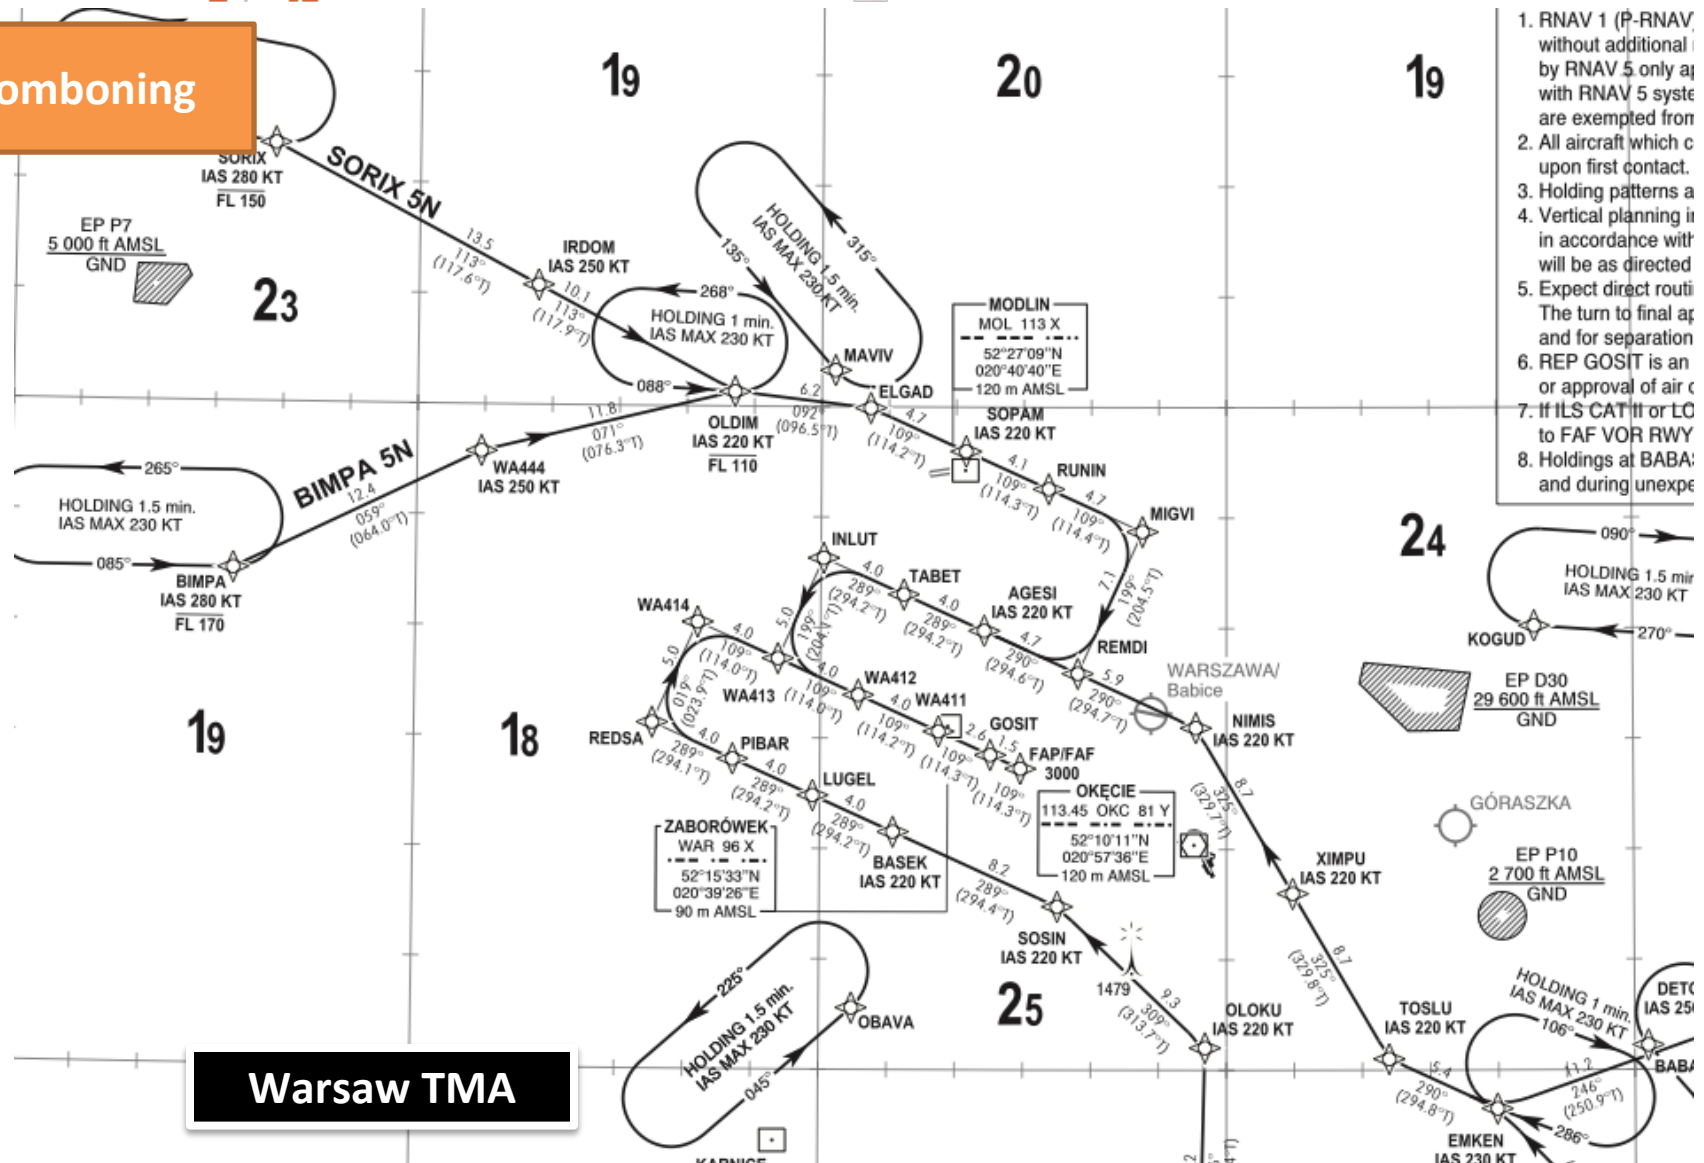 omboning
19
20
19
SORIX
IAS 280 KT
FL 150
SORIX 5N
13.5
113°
(117.6°T)
EP P7
5 000 ft AMSL
GND
23
IRDOM
IAS 250 KT
10.1
113°
(117.9°T)
268°
HOLDING 1 min.
IAS MAX 230 KT
088°
135°
HOLDING 1.5 min.
IAS MAX 230 KT
315°
MAVIV
ELGAD
MODLIN
MOL 113 X
52°27'09"N
020°40'40"E
120 m AMSL
1. RNAV 1 (P-RNAV)
without additional
by RNAV 5 only
with RNAV 5
are exempted from
2. All aircraft which
upon first contact.
3. Holding patterns
4. Vertical planning
in accordance with
will be as directed
5. Expect direct
The turn to final
and for separation
6. REP GOSIT is an
or approval of air
7. If ILS CAT II or
to FAF VOR RWY
8. Holdings at
and during
OLDIM
IAS 220 KT
FL 110
6.2
092°
(096.5°T)
4.7
109°
(114.2°T)
SOPAM
IAS 220 KT
4.1
109°
(114.3°T)
RUNIN
4.7
109°
(114.4°T)
MIGVI
7.1
199°
(204.5°T)
11.8
071°
(076.3°T)
WA444
IAS 250 KT
BIMPA 5N
12.4
059°
(064.0°T)
265°
HOLDING 1.5 min.
IAS MAX 230 KT
085°
BIMPA
IAS 280 KT
FL 170
24
090°
HOLDING 1.5 min
IAS MAX 230 KT
KOGUD
270°
INLUT
4.0
289°
(294.2°T)
TABET
4.0
289°
(294.2°T)
AGESI
IAS 220 KT
4.7
290°
(294.6°T)
REMDI
5.9
290°
(294.7°T)
5.0
199°
(204.1°T)
WA414
4.0
109°
(114.0°T)
WA413
4.0
109°
(114.0°T)
WA412
4.0
109°
(114.2°T)
WA411
2.6
109°
(114.3°T)
GOSIT
1.5
109°
(114.3°T)
FAP/FAF
3000
5.0
019°
(023.9°T)
REDSA
4.0
289°
(294.1°T)
PIBAR
4.0
289°
(294.2°T)
LUGEL
4.0
289°
(294.2°T)
BASEK
IAS 220 KT
8.2
289°
(294.4°T)
SOSIN
IAS 220 KT
WARSZAWA/
Babice
NIMIS
IAS 220 KT
EP D30
29 600 ft AMSL
GND
19
18
ZABORÓWEK
WAR 96 X
52°15'33"N
020°39'26"E
90 m AMSL
OKĘCIE
113.45 OKC 81 Y
52°10'11"N
020°57'36"E
120 m AMSL
8.7
325°
(329.7°T)
GÓRASZKA
EP P10
2 700 ft AMSL
GND
XIMPU
IAS 220 KT
8.7
325°
(329.8°T)
225°
HOLDING 1.5 min.
IAS MAX 230 KT
045°
OBAVA
25
1479
9.3
309°
(313.7°T)
OLOKU
IAS 220 KT
TOSLU
IAS 220 KT
HOLDING 1 min.
IAS MAX 230 KT
106°
5.4
290°
(294.8°T)
11.2
246°
(250.9°T)
286°
EMKEN
IAS 230 KT
Warsaw TMA